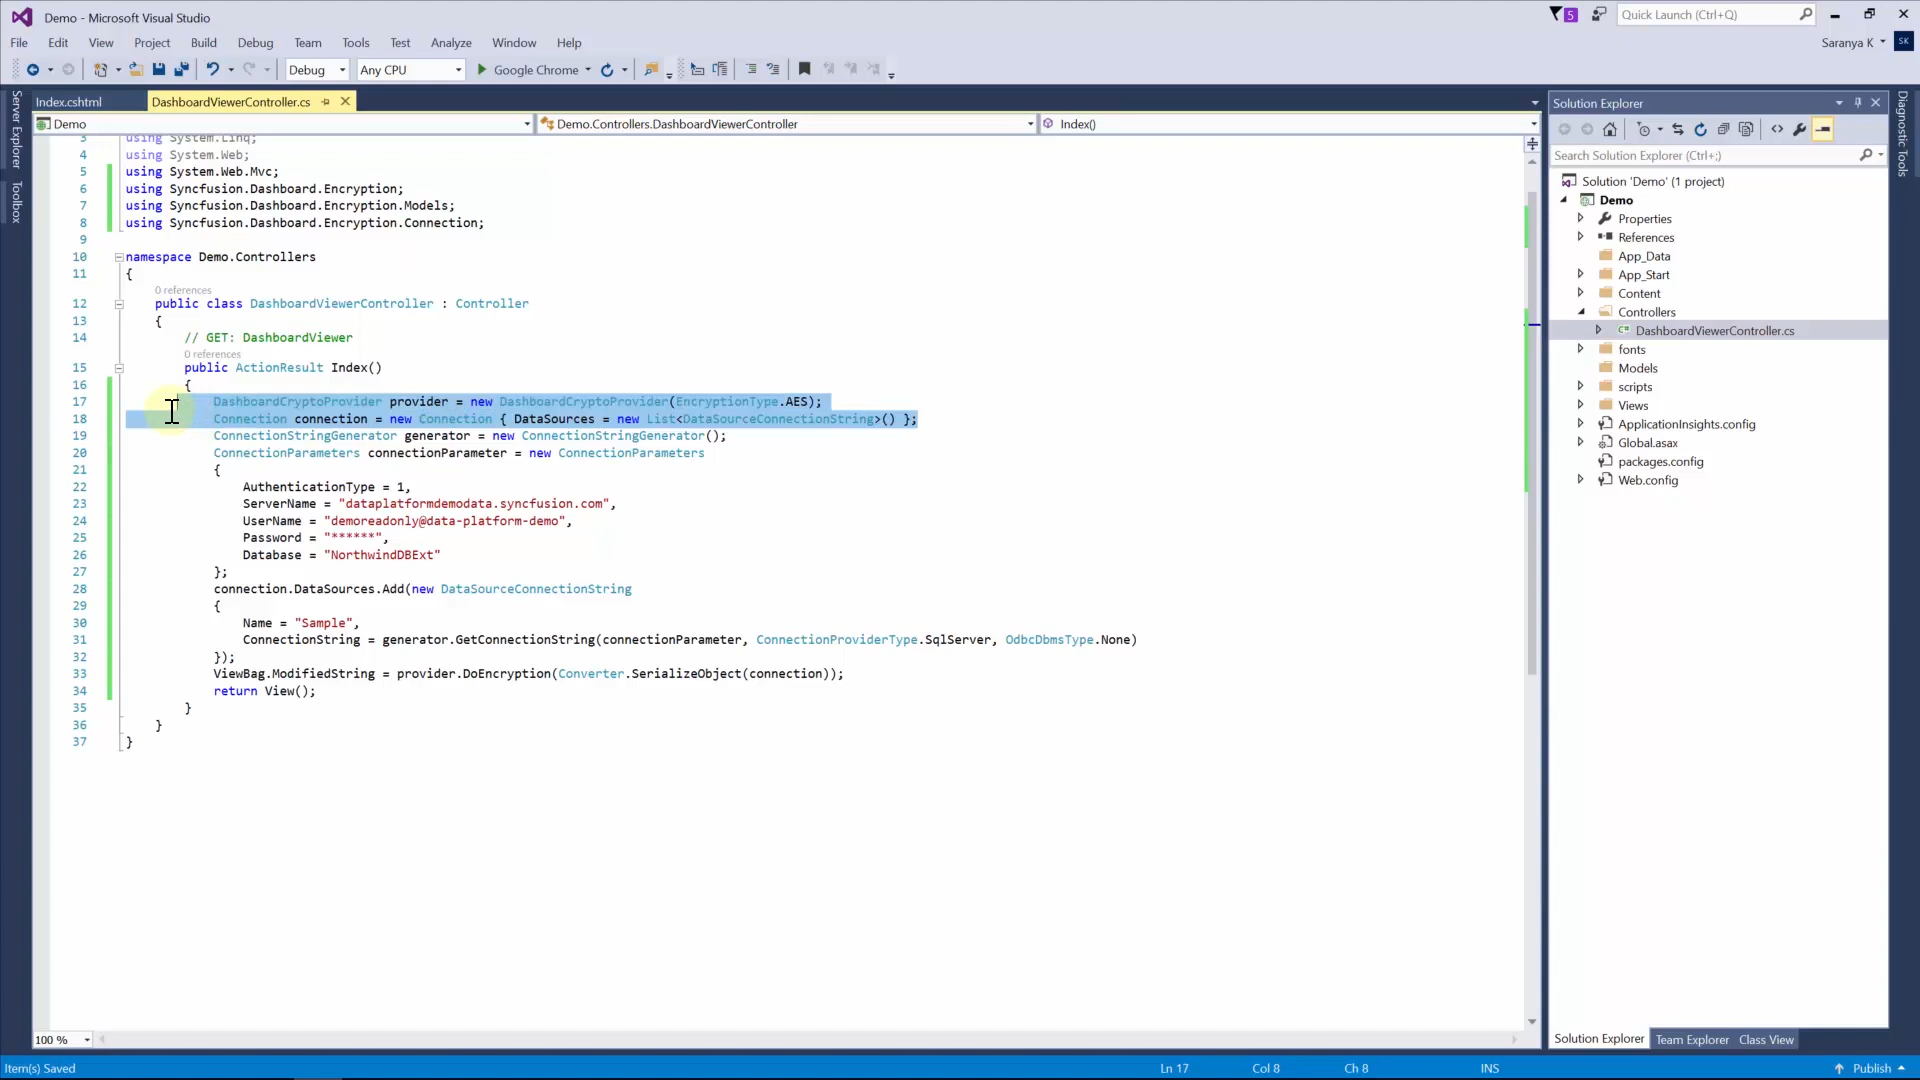 Demo - Microsoft Visual Studio
5
Quick Launch (Ctrl+Q)
File Edit View Project Build Debug Team Tools Test Analyze Window Help
Saranya K
SK
Debug Any CPU Google Chrome
Server Explorer
Toolbox
Index.cshtml DashboardViewerController.cs
Demo Demo.Controllers.DashboardViewerController Index()
3 using System.Linq;
4 using System.Web;
5 using System.Web.Mvc;
6 using Syncfusion.Dashboard.Encryption;
7 using Syncfusion.Dashboard.Encryption.Models;
8 using Syncfusion.Dashboard.Encryption.Connection;
9
10 namespace Demo.Controllers
11 {
0 references
12 public class DashboardViewerController : Controller
13 {
14 // GET: DashboardViewer
0 references
15 public ActionResult Index()
16 {
17 DashboardCryptoProvider provider = new DashboardCryptoProvider(EncryptionType.AES);
18 Connection connection = new Connection { DataSources = new List<DataSourceConnectionString>() };
19 ConnectionStringGenerator generator = new ConnectionStringGenerator();
20 ConnectionParameters connectionParameter = new ConnectionParameters
21 {
22 AuthenticationType = 1,
23 ServerName = "dataplatformdemodata.syncfusion.com",
24 UserName = "demoreadonly@data-platform-demo",
25 Password = "******",
26 Database = "NorthwindDBExt"
27 };
28 connection.DataSources.Add(new DataSourceConnectionString
29 {
30 Name = "Sample",
31 ConnectionString = generator.GetConnectionString(connectionParameter, ConnectionProviderType.SqlServer, OdbcDbmsType.None)
32 });
33 ViewBag.ModifiedString = provider.DoEncryption(Converter.SerializeObject(connection));
34 return View();
35 }
36 }
37 }
100 %
Solution Explorer
Search Solution Explorer (Ctrl+;)
Solution 'Demo' (1 project)
Demo
Properties
References
App_Data
App_Start
Content
Controllers
C# DashboardViewerController.cs
fonts
Models
scripts
Views
ApplicationInsights.config
Global.asax
packages.config
Web.config
Solution Explorer Team Explorer Class View
Diagnostic Tools
Item(s) Saved Ln 17 Col 8 Ch 8 INS Publish